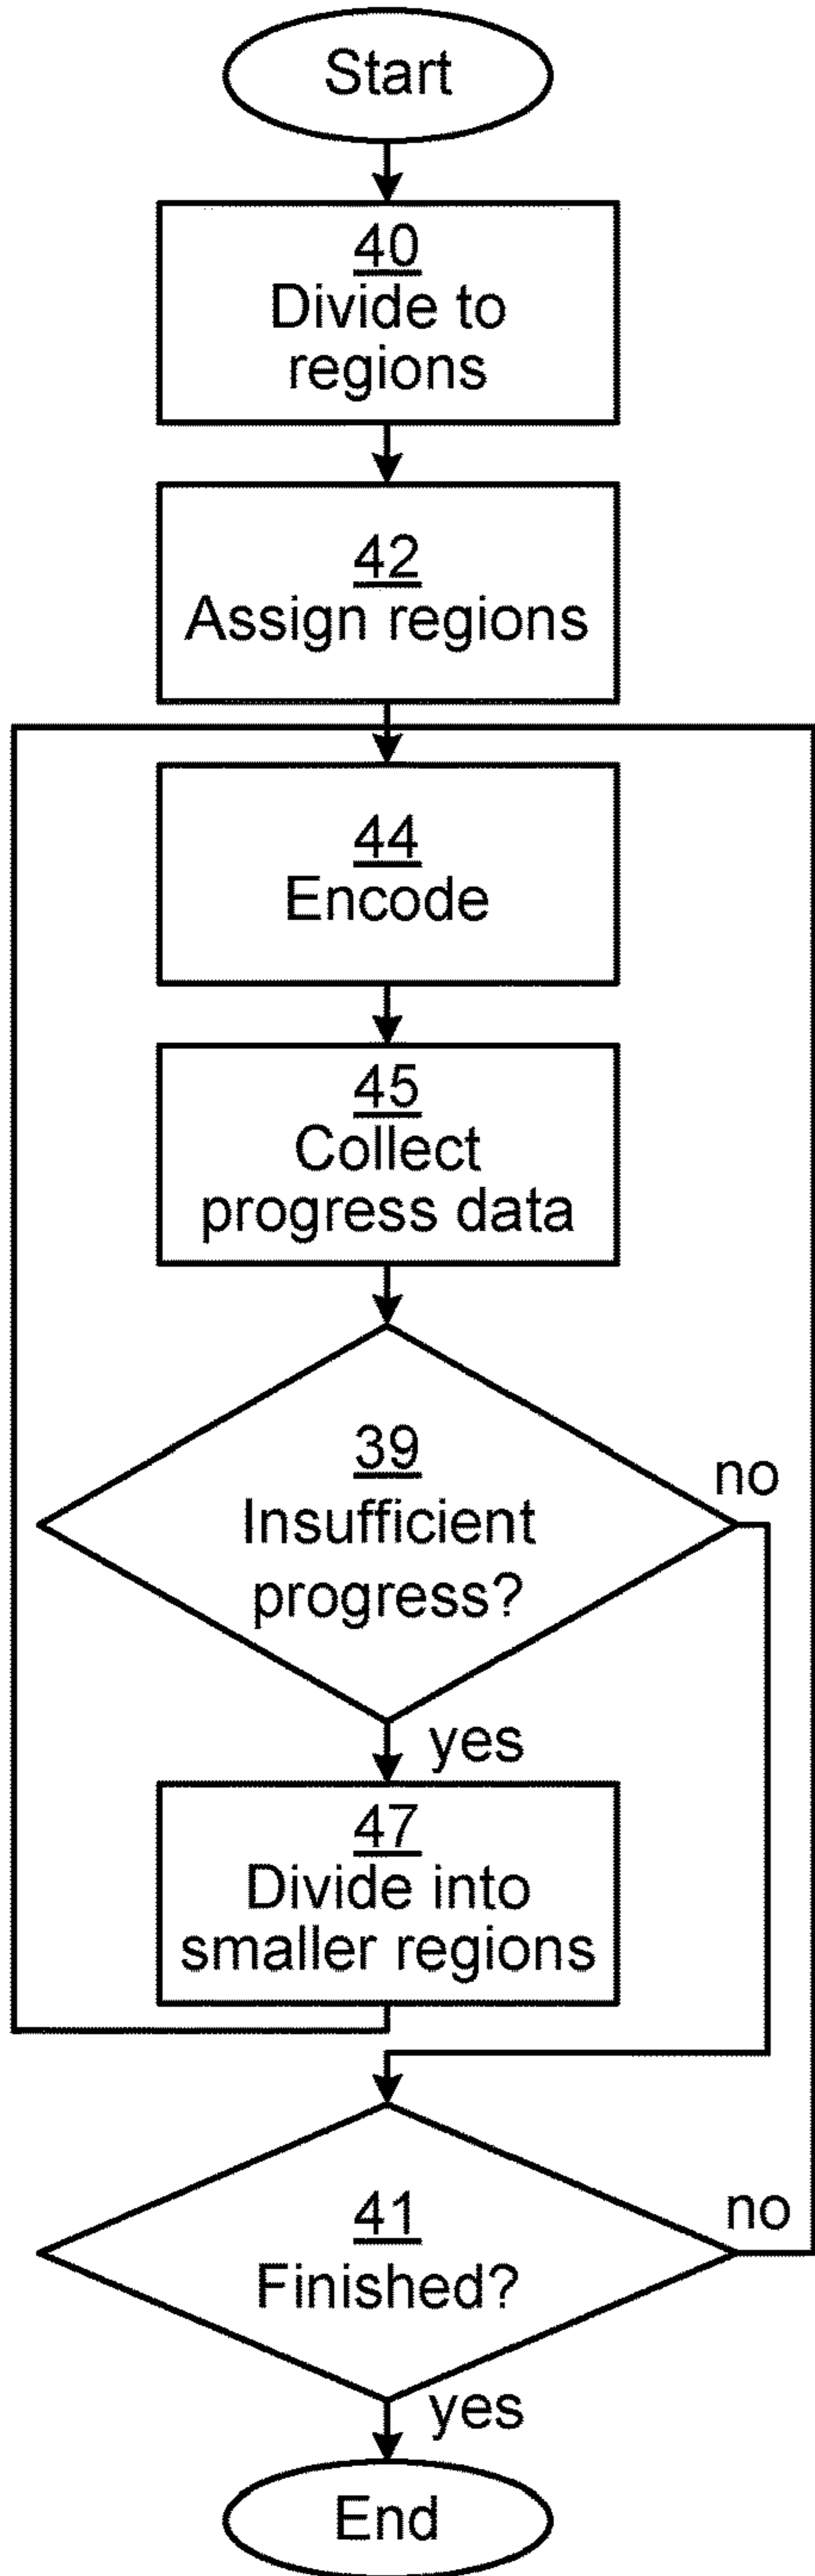 Start
40
Divide to
regions
42
Assign regions
44
Encode
45
Collect
progress data
39
Insufficient
progress?
no
yes
47
Divide into
smaller regions
41
Finished?
no
yes
End